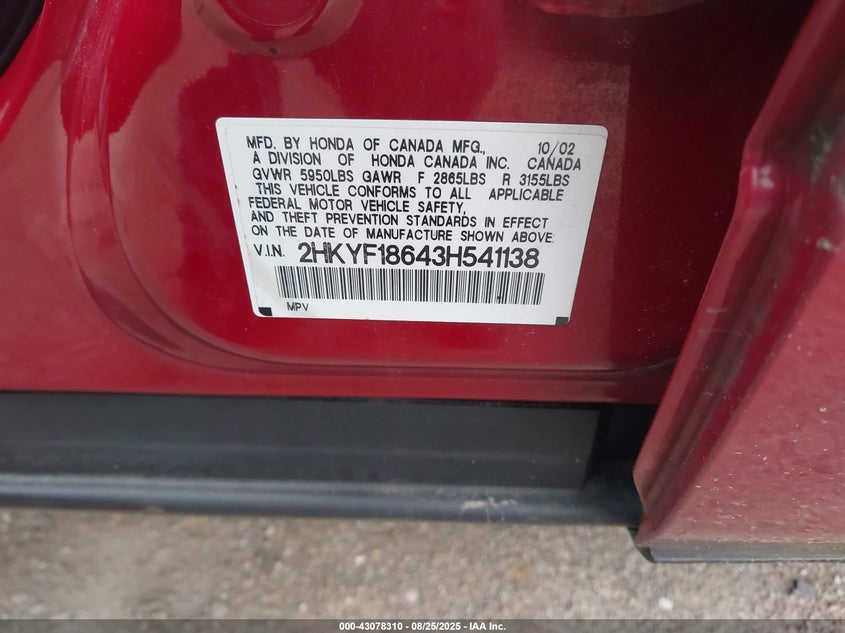 MFD. BY HONDA OF CANADA MFG., 10/02
A DIVISION OF HONDA CANADA INC. CANADA
GVWR 5950LBS GAWR F 2865LBS R 3155LBS
THIS VEHICLE CONFORMS TO ALL APPLICABLE
FEDERAL MOTOR VEHICLE SAFETY,
AND THEFT PREVENTION STANDARDS IN EFFECT
ON THE DATE OF MANUFACTURE SHOWN ABOVE.
V.I.N. 2HKYF18643H541138
MPV
000-43078310 - 08/25/2025 - IAA Inc.